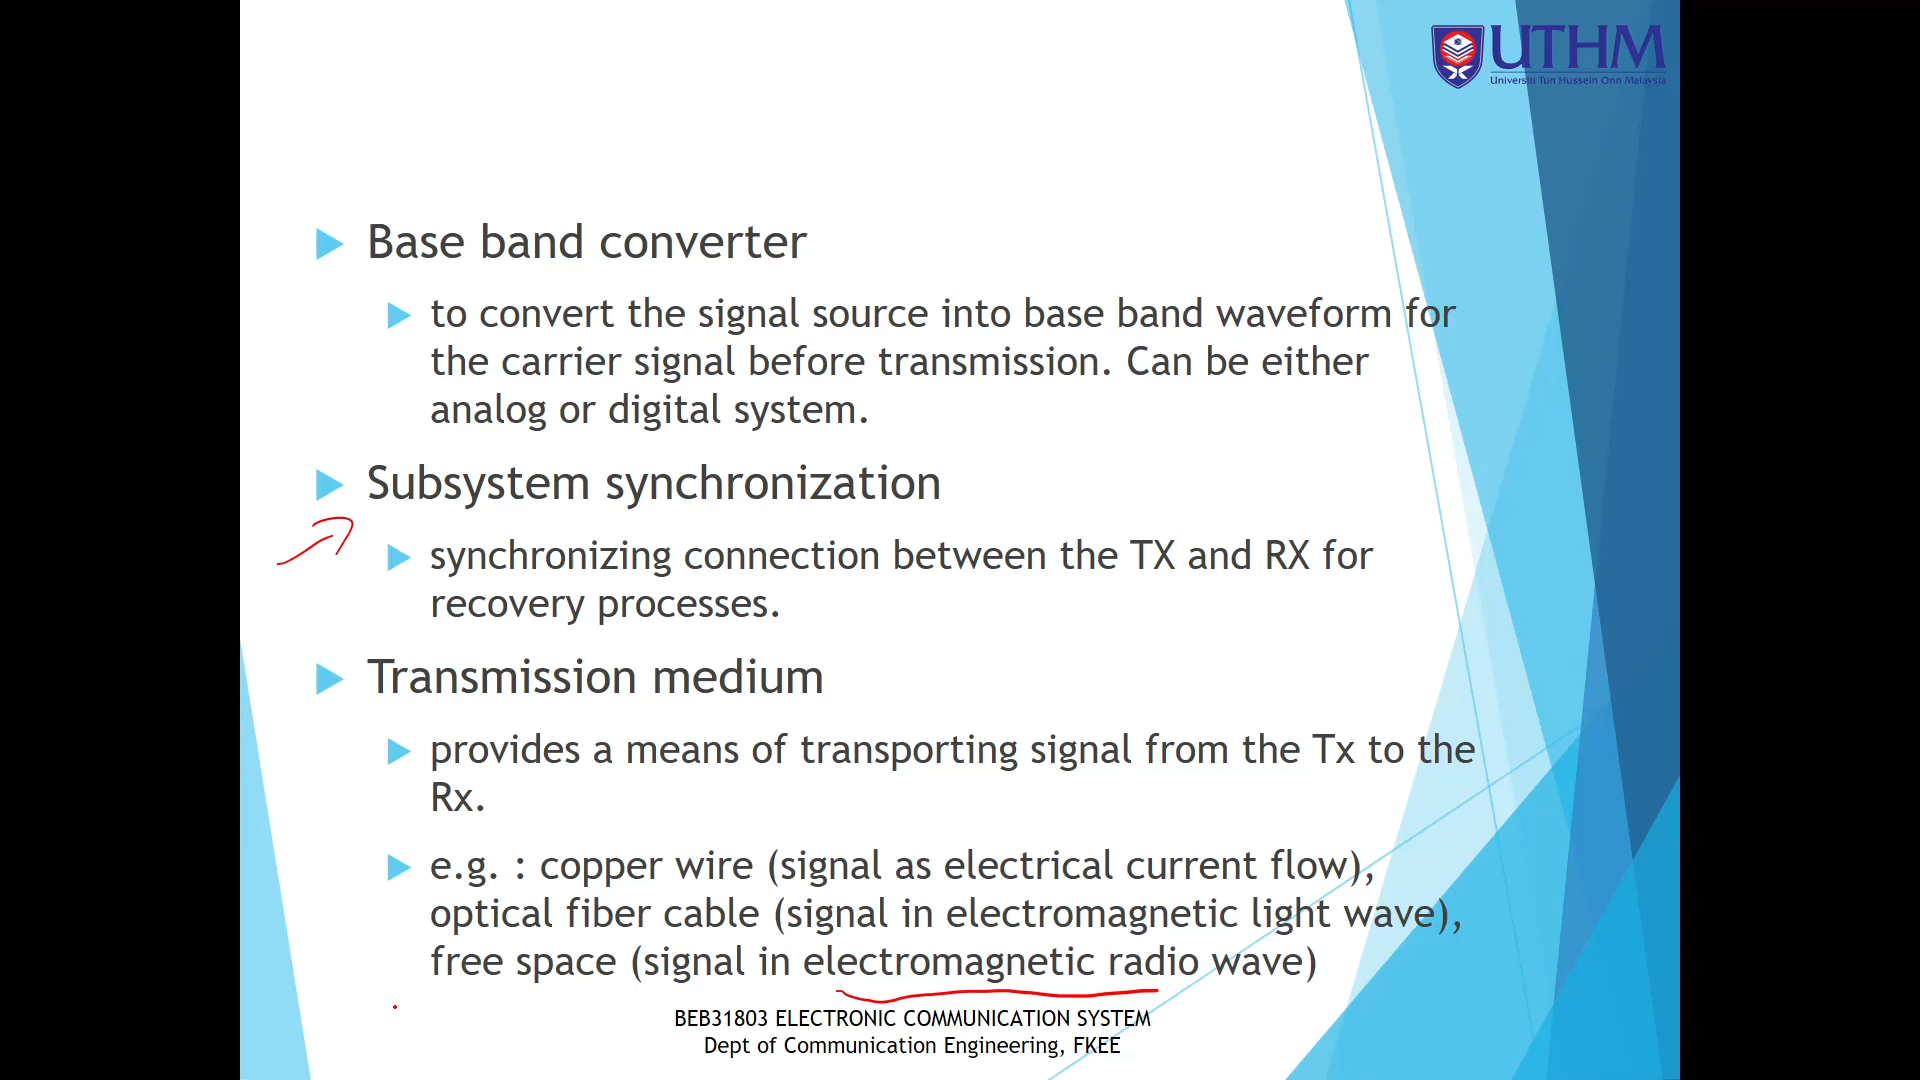 UTHM
Universiti Tun Hussein Onn Malaysia
Base band converter
to convert the signal source into base band waveform for
the carrier signal before transmission. Can be either
analog or digital system.
Subsystem synchronization
synchronizing connection between the TX and RX for
recovery processes.
Transmission medium
provides a means of transporting signal from the Tx to the
Rx.
e.g. : copper wire (signal as electrical current flow),
optical fiber cable (signal in electromagnetic light wave),
free space (signal in electromagnetic radio wave)
BEB31803 ELECTRONIC COMMUNICATION SYSTEM
Dept of Communication Engineering, FKEE